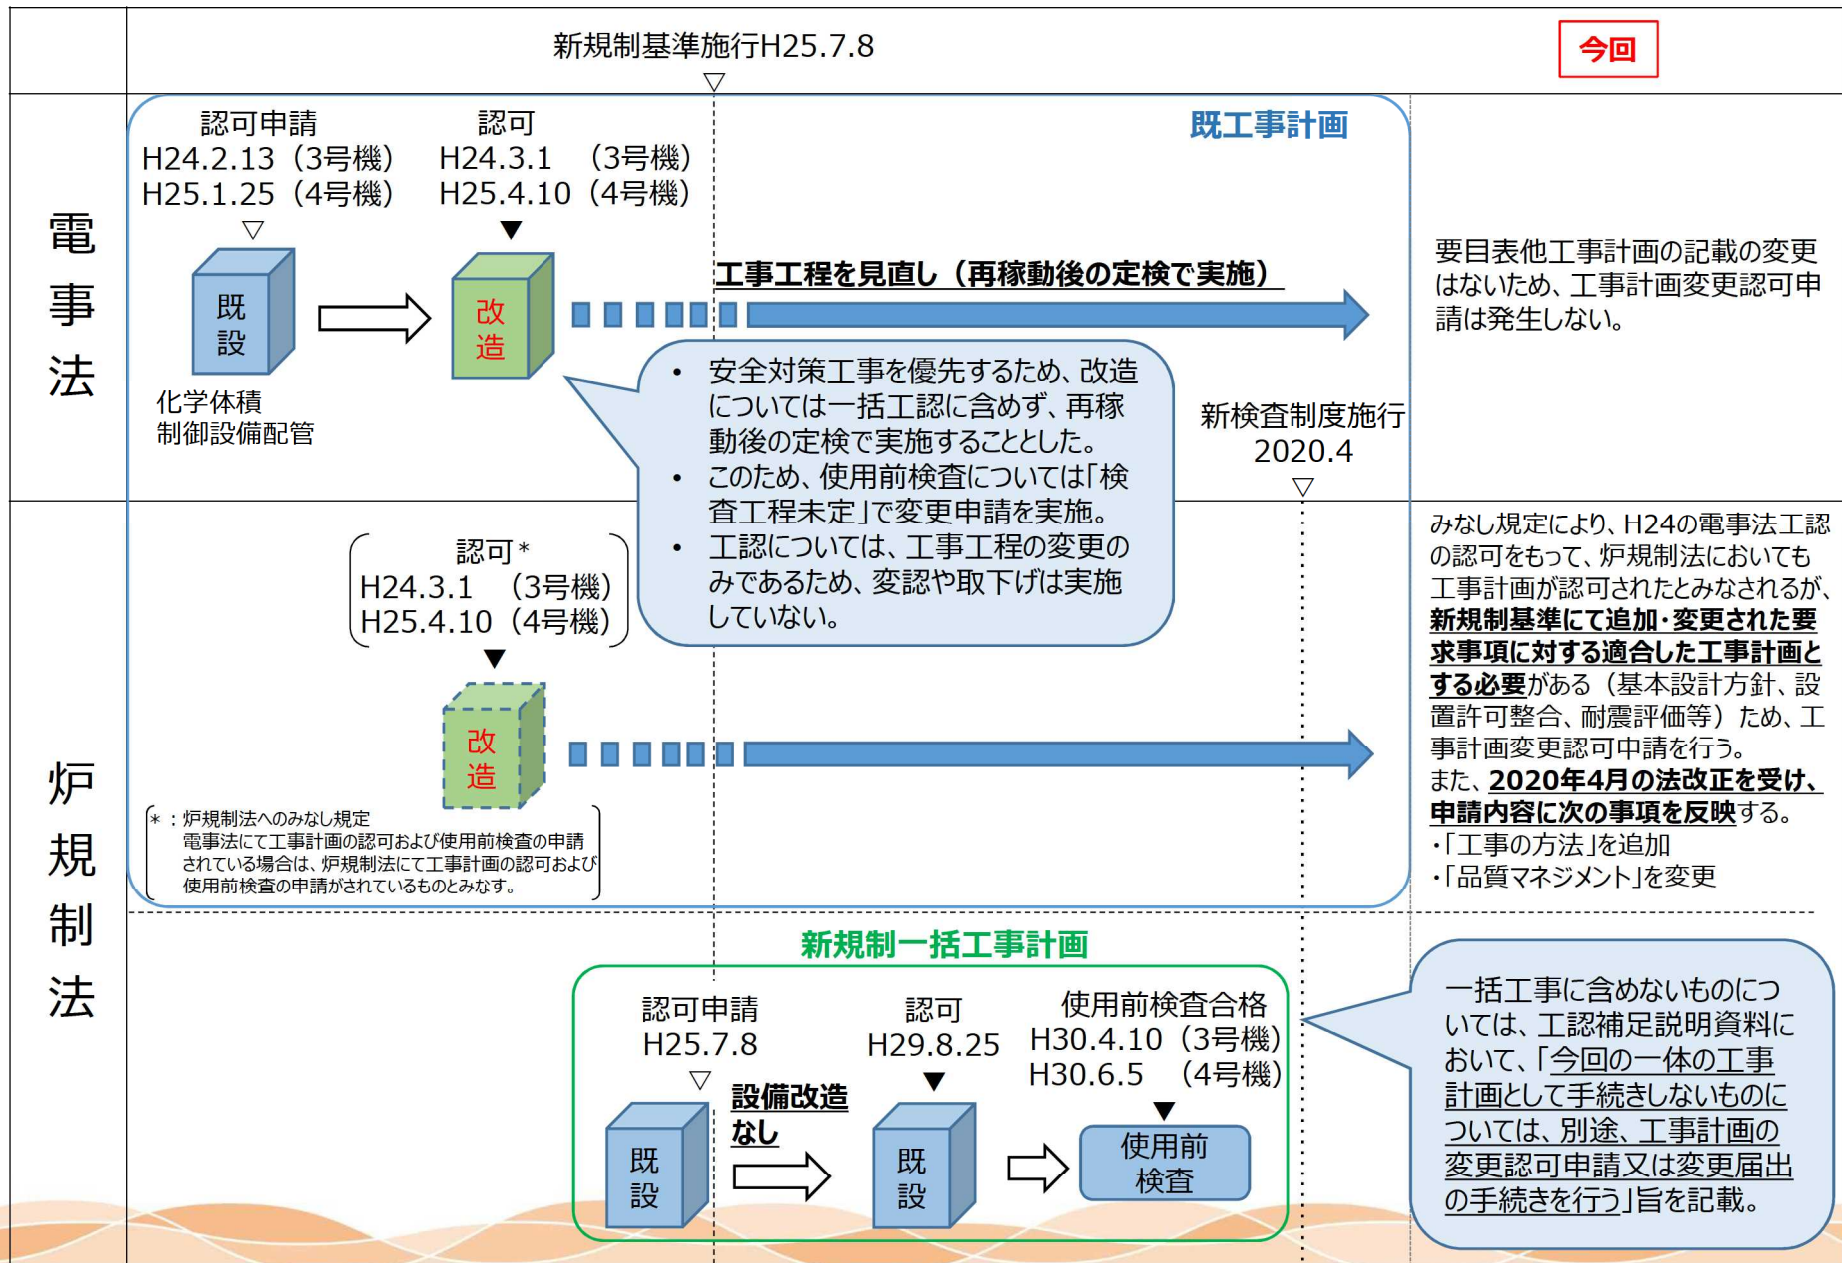 新規制基準施行H25.7.8
▽
今回
電事法
既工事計画
認可申請
H24.2.13（3号機）
H25.1.25（4号機）
▽
認可
H24.3.1　（3号機）
H25.4.10（4号機）
▼
既設
改造
化学体積
制御設備配管
工事工程を見直し（再稼動後の定検で実施）
• 安全対策工事を優先するため、改造
については一括工認に含めず、再稼
動後の定検で実施することとした。
• このため、使用前検査については「検
査工程未定」で変更申請を実施。
• 工認については、工事工程の変更の
みであるため、変認や取下げは実施
していない。
新検査制度施行
2020.4
▽
要目表他工事計画の記載の変更
はないため、工事計画変更認可申
請は発生しない。
炉規制法
認可*
H24.3.1　（3号機）
H25.4.10（4号機）
▼
改造
*：炉規制法へのみなし規定
電事法にて工事計画の認可および使用前検査の申請
されている場合は、炉規制法にて工事計画の認可および
使用前検査の申請がされているものとみなす。
みなし規定により、H24の電事法工認
の認可をもって、炉規制法においても
工事計画が認可されたとみなされるが、
新規制基準にて追加・変更された要
求事項に対する適合した工事計画と
する必要がある（基本設計方針、設
置許可整合、耐震評価等）ため、工
事計画変更認可申請を行う。
また、2020年4月の法改正を受け、
申請内容に次の事項を反映する。
・「工事の方法」を追加
・「品質マネジメント」を変更
新規制一括工事計画
認可申請
H25.7.8
▽
設備改造
なし
既設
認可
H29.8.25
▼
既設
使用前検査合格
H30.4.10（3号機）
H30.6.5　（4号機）
▼
使用前
検査
一括工事に含めないものにつ
いては、工認補足説明資料に
おいて、「今回の一体の工事
計画として手続きしないものに
ついては、別途、工事計画の
変更認可申請又は変更届出
の手続きを行う」旨を記載。